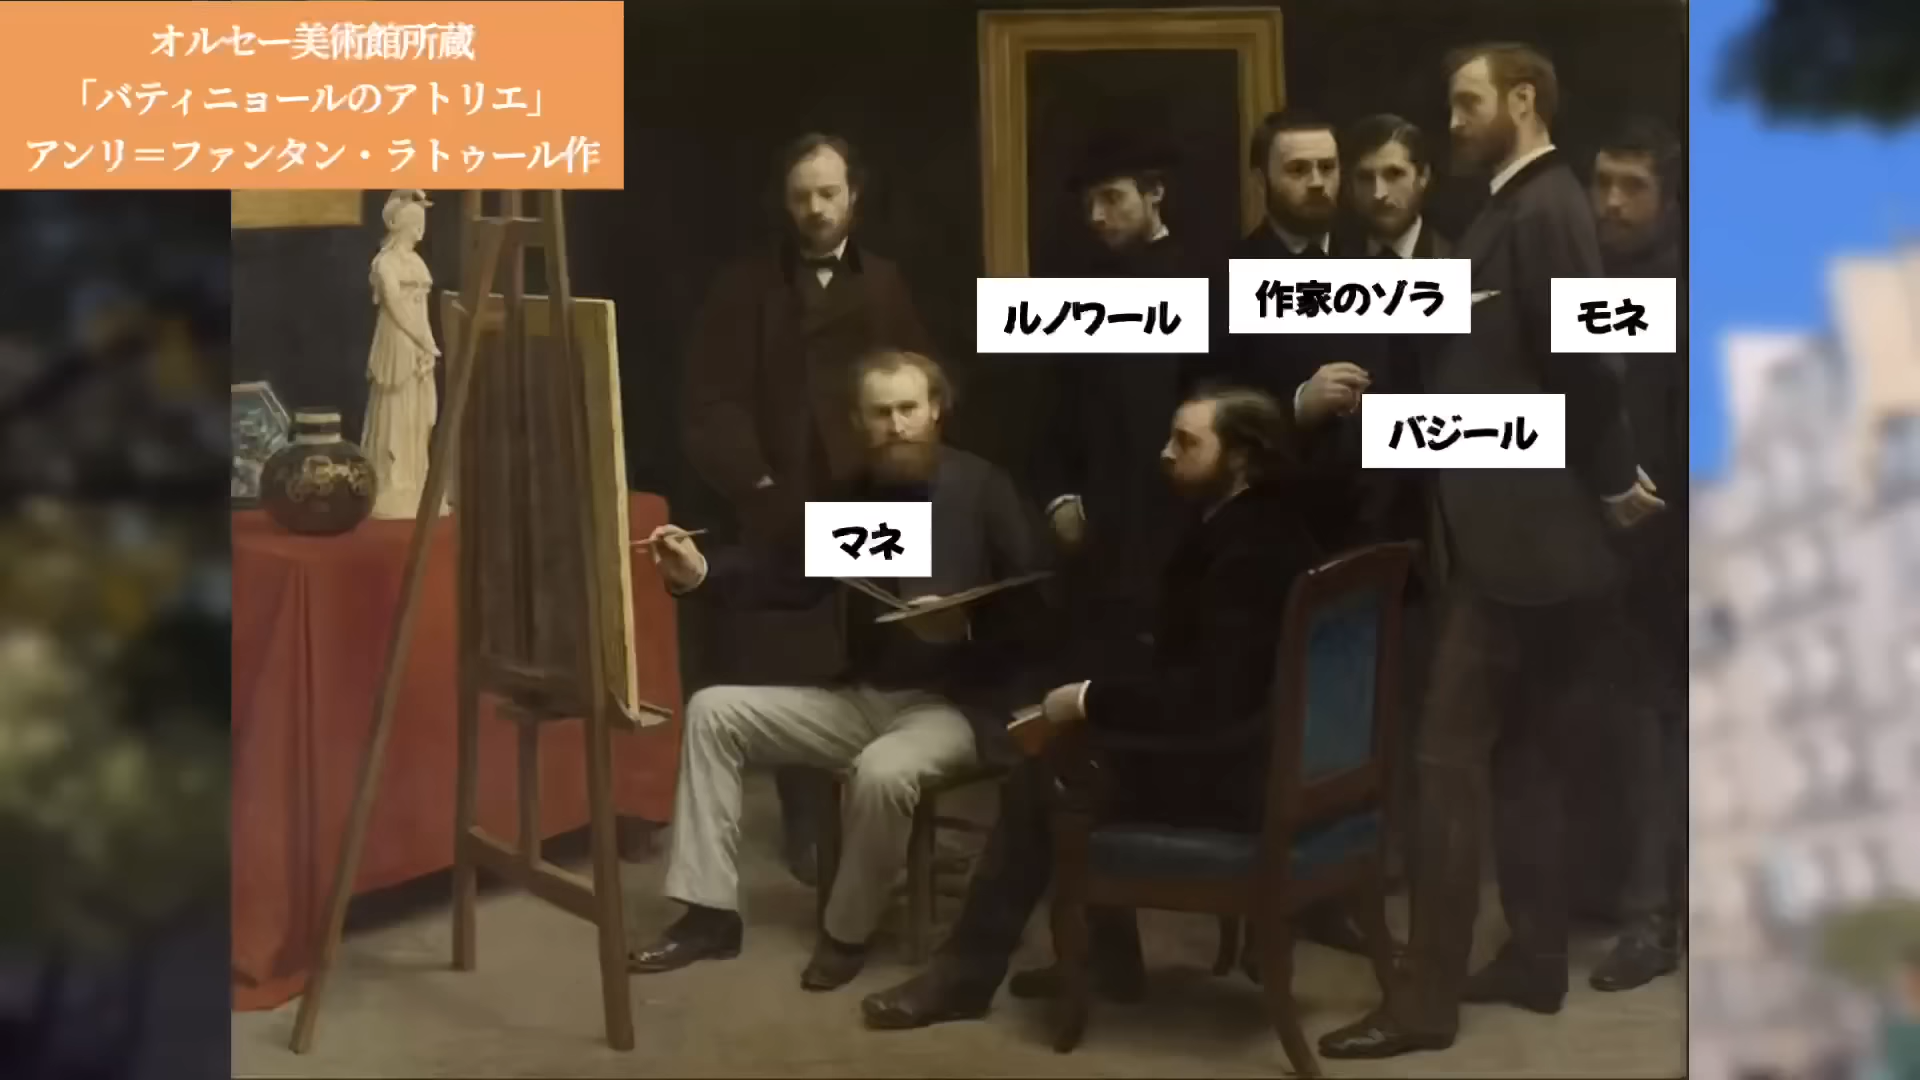 オルセー美術館所蔵
「バティニョールのアトリエ」
アンリ＝ファンタン・ラトゥール作
ルノワール
作家のゾラ
モネ
バジール
マネ